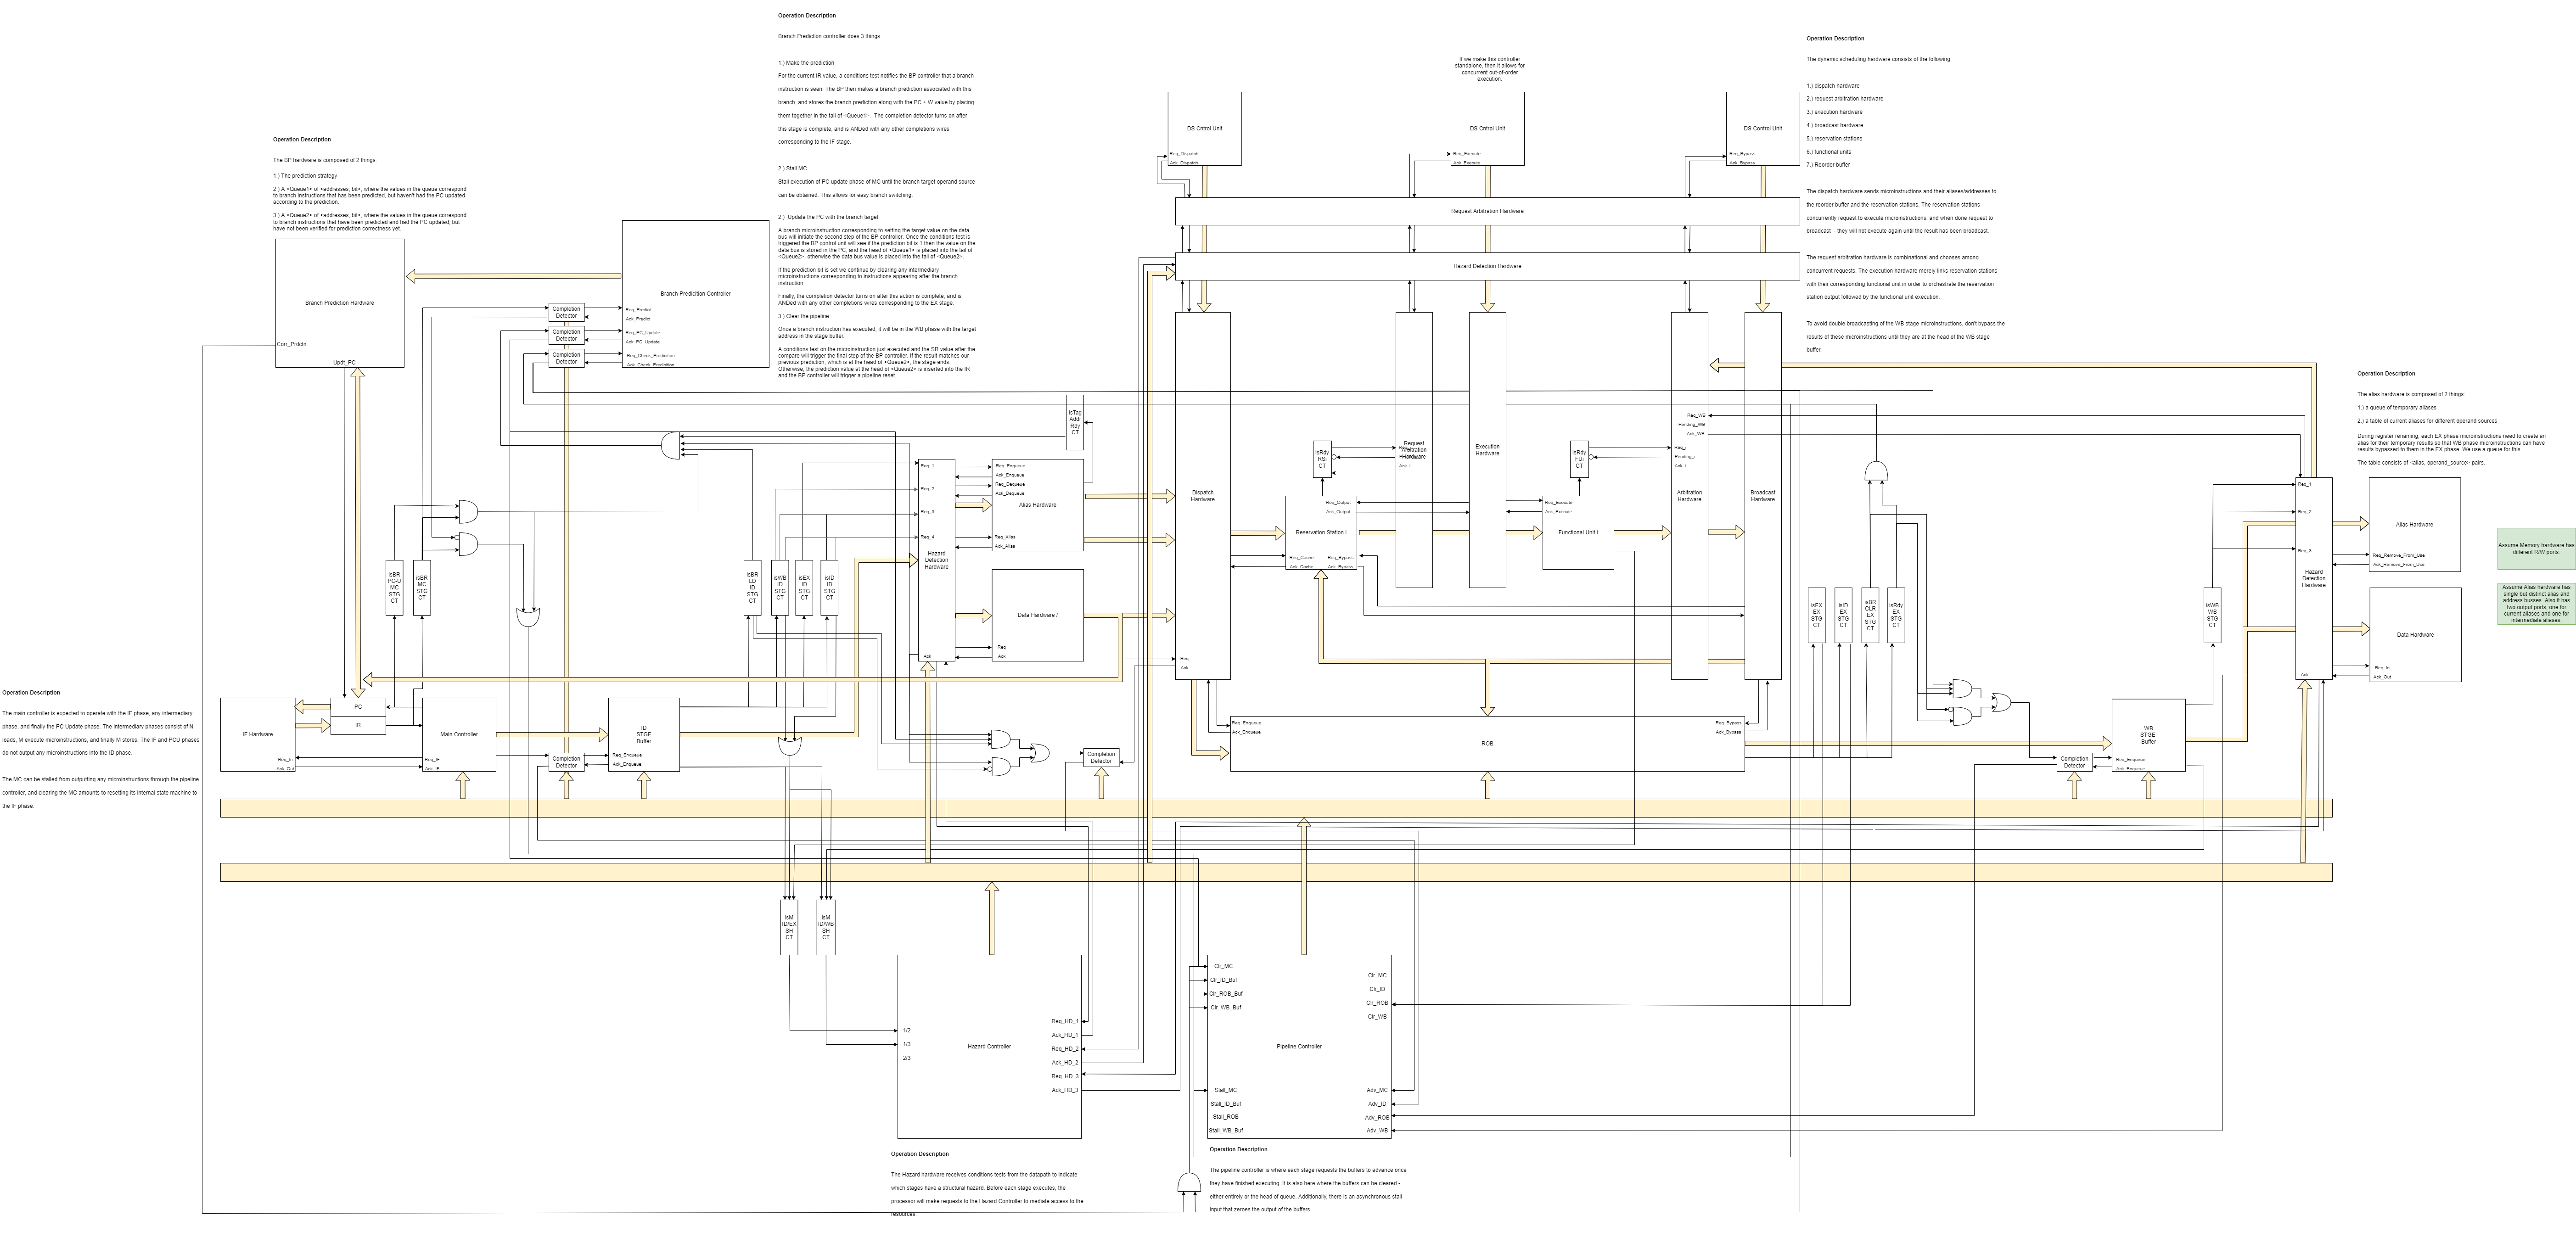 Operation Description
Branch Prediction controller does 3 things.
1.) Make the prediction
For the current IR value, a conditions test notifies the BP controller that a branch
instruction is seen. The BP then makes a branch prediction associated with this
branch, and stores the branch prediction along with the PC + W value by placing
them together in the tail of <Queue1>. The completion detector turns on after
this stage is complete, and is ANDed with any other completions wires
corresponding to the IF stage.
2.) Stall MC
Stall execution of PC update phase of MC until the branch target operand source
can be obtained. This allows for easy branch switching.
2.) Update the PC with the branch target.
A branch microinstruction corresponding to setting the target value on the data
bus will initiate the second step of the BP controller. Once the conditions test is
triggered the BP control unit will see if the prediction bit is 1 then the value on the
data bus is stored in the PC, and the head of <Queue1> is placed into the tail of
<Queue2>, otherwise the data bus value is placed into the tail of <Queue2>.
If the prediction bit is set we continue by clearing any intermediary
microinstructions corresponding to instructions appearing after the branch
instruction.
Finally, the completion detector turns on after this action is complete, and is
ANDed with any other completions wires corresponding to the EX stage.
3.) Clear the pipeline
Once a branch instruction has executed, it will be in the WB phase with the target
address in the stage buffer.
A conditions test on the microinstruction just executed and the SR value after the
compare will trigger the final step of the BP controller. If the result matches our
previous prediction, which is at the head of <Queue2>, the stage ends.
Otherwise, the prediction value at the head of <Queue2> is inserted into the IR
and the BP controller will trigger a pipeline reset.
Operation Description
The BP hardware is composed of 2 things:
1.) The prediction strategy
2.) A <Queue1> of <addresses, bit>, where the values in the queue correspond
to branch instructions that has been predicted, but haven't had the PC updated
according to the prediction.
3.) A <Queue2> of <addresses, bit>, where the values in the queue correspond
to branch instructions that have been predicted and had the PC updated, but
have not been verified for prediction correctness yet.
Branch Prediction Hardware
Corr_Prdctn
Updt_PC
Branch Predicition Controller
Req_Predict
Ack_Predict
Req_PC_Update
Ack_PC_Update
Req_Check_Predicition
Ack_Check_Predicition
Completion
Detector
Completion
Detector
Completion
Detector
If we make this controller
standalone, then it allows for
concurrent out-of-order
execution.
DS Cntrol Unit
Req_Dispatch
Ack_Dispatch
DS Cntrol Unit
Req_Execute
Ack_Execute
DS Control Unit
Req_Bypass
Ack_Bypass
Request Arbitration Hardware
Hazard Detection Hardware
Operation Description
The dynamic scheduling hardware consists of the following:
1.) dispatch hardware
2.) request arbitration hardware
3.) execution hardware
4.) broadcast hardware
5.) reservation stations
6.) functional units
7.) Reorder buffer
The dispatch hardware sends microinstructions and their aliases/addresses to
the reorder buffer and the reservation stations. The reservation stations
concurrently request to execute microinstructions, and when done request to
broadcast - they will not execute again until the result has been broadcast.
The request arbitration hardware is combinational and chooses among
concurrent requests. The execution hardware merely links reservation stations
with their corresponding functional unit in order to orchestrate the reservation
station output followed by the functional unit execution.
To avoid double broadcasting of the WB stage microinstructions, don't bypass the
results of these microinstructions until they are at the head of the WB stage
buffer.
Operation Description
The alias hardware is composed of 2 things:
1.) a queue of temporary aliases
2.) a table of current aliases for different operand sources
During register renaming, each EX phase microinstructions need to create an
alias for their temporary results so that WB phase microinstructions can have
results bypassed to them in the EX phase. We use a queue for this.
The table consists of <alias, operand_source> pairs.
isTag
Addr
Rdy
CT
Req_1
Req_2
Req_3
Req_4
Hazard
Detection
Hardware
Ack
Req_Enqueue
Ack_Enqueue
Req_Dequeue
Ack_Dequeue
Alias Hardware
Req_Alias
Ack_Alias
Data Hardware /
Req
Ack
Dispatch
Hardware
Req
Ack
isRdy
RSi
CT
Request
Arbitration
Hardware
Req_i
Ack_i
Execution
Hardware
isRdy
FUi
CT
Req_WB
Pending_WB
Ack_WB
Req_i
Pending_i
Ack_i
Arbitration
Hardware
Broadcast
Hardware
Req_Output
Ack_Output
Reservation Station i
Req_Cache
Ack_Cache
Req_Bypass
Ack_Bypass
Req_Execute
Ack_Execute
Functional Unit i
isBR
PC-U
MC
STG
CT
isBR
MC
STG
CT
isBR
LD
ID
STG
CT
isWB
ID
STG
CT
isEX
ID
STG
CT
isID
ID
STG
CT
isEX
EX
STG
CT
isID
EX
STG
CT
isBR
CLR
EX
STG
CT
isRdy
EX
STG
CT
isWB
WB
STG
CT
Req_1
Req_2
Req_3
Hazard
Detection
Hardware
Ack
Alias Hardware
Req_Remove_From_Use
Ack_Remove_From_Use
Data Hardware
Req_In
Ack_Out
Assume Memory hardware has
different R/W ports.
Assume Alias hardware has
single but distinct alias and
address busses. Also it has
two output ports, one for
current aliases and one for
intermediate aliases.
Operation Description
The main controller is expected to operate with the IF phase, any intermediary
phase, and finally the PC Update phase. The intermediary phases consist of N
loads, M execute microinstructions, and finally M stores. The IF and PCU phases
do not output any microinstructions into the ID phase.
The MC can be stalled from outputting any microinstructions through the pipeline
controller, and clearing the MC amounts to resetting its internal state machine to
the IF phase.
IF Hardware
Req_In
Ack_Out
PC
IR
Main Controller
Req_IF
Ack_IF
Completion
Detector
ID
STGE
Buffer
Req_Enqueue
Ack_Enqueue
Completion
Detector
Req_Enqueue
Ack_Enqueue
ROB
Req_Bypass
Ack_Bypass
Completion
Detector
WB
STGE
Buffer
Req_Enqueue
Ack_Enqueue
isM
ID/EX
SH
CT
isM
ID/WB
SH
CT
1/2
1/3
2/3
Hazard Controller
Req_HD_1
Ack_HD_1
Req_HD_2
Ack_HD_2
Req_HD_3
Ack_HD_3
Clr_MC
Clr_ID_Buf
Clr_ROB_Buf
Clr_WB_Buf
Pipeline Controller
Stall_MC
Stall_ID_Buf
Stall_ROB
Stall_WB_Buf
Clr_MC
Clr_ID
Clr_ROB
Clr_WB
Adv_MC
Adv_ID
Adv_ROB
Adv_WB
Operation Description
The Hazard hardware receives conditions tests from the datapath to indicate
which stages have a structural hazard. Before each stage executes, the
processor will make requests to the Hazard Controller to mediate access to the
resources.
Operation Description
The pipeline controller is where each stage requests the buffers to advance once
they have finished executing. It is also here where the buffers can be cleared -
either entirely or the head of queue. Additionally, there is an asynchronous stall
input that zeroes the output of the buffers.